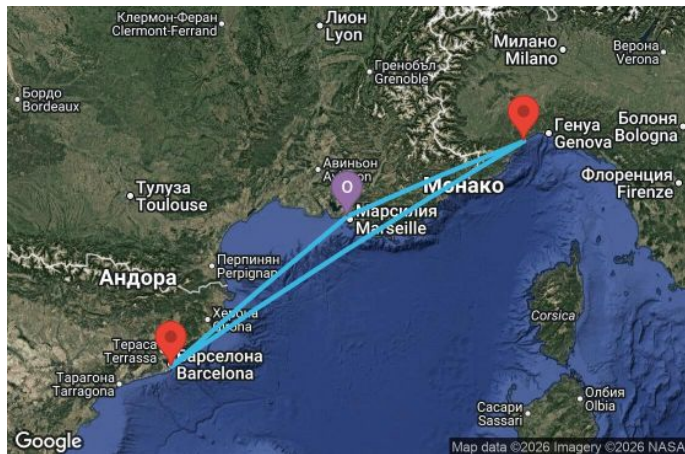 Клермон-Феран
Clermont-Ferrand
Лион
Lyon
Милано
Milano
Верона
Verona
Гренобъл
Grenoble
Бордо
Bordeaux
Болоня
Bologna
Генуа
Genova
Авиньон
Монако
Флоренция
Firenze
Тулуза
Toulouse
O
Марсилия
Marseille
Перпинян
Perpignan
Андора
Corsica
Тераса
Terrassa
Барселона
Barcelona
Тарагона
Tarragona
Олбия
Olbia
Сасари
Sassari
Google
Map data ©2026 Imagery ©2026 NASA